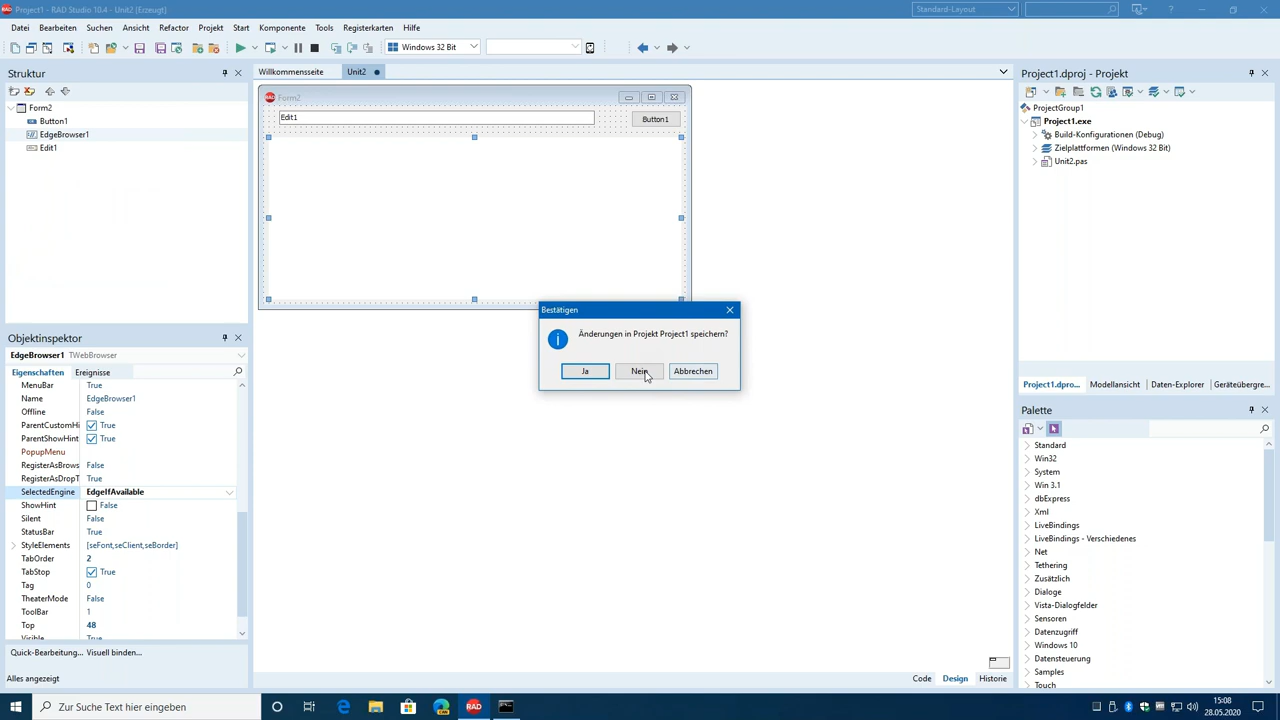 Project1 - RAD Studio 10.4 - Unit2 [Erzeugt]
Standard-Layout
Datei Bearbeiten Suchen Ansicht Refactor Projekt Start Komponente Tools Registerkarten Hilfe
Windows 32 Bit
Struktur
Form2
Button1
EdgeBrowser1
Edit1
Objektinspektor
EdgeBrowser1 TWebBrowser
Eigenschaften Ereignisse
MenuBar True
Name EdgeBrowser1
Offline False
ParentCustomHi True
ParentShowHint True
PopupMenu
RegisterAsBrows False
RegisterAsDropT True
SelectedEngine EdgeIfAvailable
ShowHint False
Silent False
StatusBar True
StyleElements [seFont,seClient,seBorder]
TabOrder 2
TabStop True
Tag 0
TheaterMode False
ToolBar 1
Top 48
Visible True
Quick-Bearbeitung... Visuell binden...
Alles angezeigt
Willkommensseite Unit2
Form2
Edit1
Button1
Bestätigen
Änderungen in Projekt Project1 speichern?
Ja Nein Abbrechen
Code Design Historie
Project1.dproj - Projekt
ProjectGroup1
Project1.exe
Build-Konfigurationen (Debug)
Zielplattformen (Windows 32 Bit)
Unit2.pas
Project1.dpro... Modellansicht Daten-Explorer Geräteübergre...
Palette
Standard
Win32
System
Win 3.1
dbExpress
Xml
LiveBindings
LiveBindings - Verschiedenes
Net
Tethering
Zusätzlich
Dialoge
Vista-Dialogfelder
Sensoren
Datenzugriff
Windows 10
Datensteuerung
Samples
Touch
Zur Suche Text hier eingeben
RAD
15:08
28.05.2020